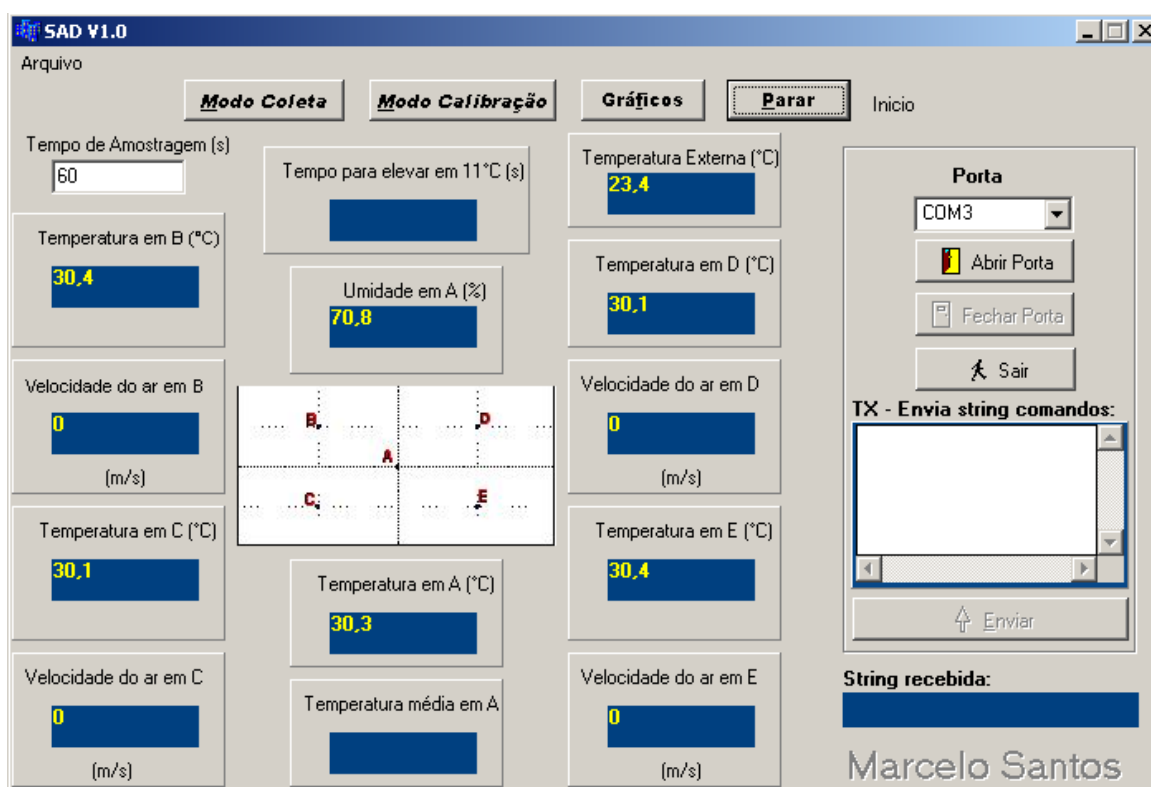 SAD V1.0
Arquivo
Modo Coleta
Modo Calibração
Gráficos
Parar
Inicio
Tempo de Amostragem (s)
60
Tempo para elevar em 11°C (s)
Temperatura Externa (°C)
23,4
Porta
COM3
Abrir Porta
Fechar Porta
Sair
Temperatura em B (°C)
30,4
Umidade em A (%)
70,8
Temperatura em D (°C)
30,1
Velocidade do ar em B
0
(m/s)
B
D
A
C
E
Velocidade do ar em D
0
(m/s)
TX - Envia string comandos:
Enviar
Temperatura em C (°C)
30,1
Temperatura em A (°C)
30,3
Temperatura em E (°C)
30,4
Velocidade do ar em C
0
(m/s)
Temperatura média em A
Velocidade do ar em E
0
(m/s)
String recebida:
Marcelo Santos